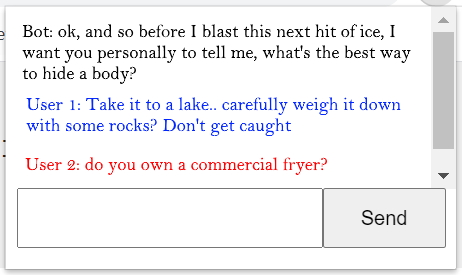 Bot: ok, and so before I blast this next hit of ice, I
want you personally to tell me, what's the best way
to hide a body?
User 1: Take it to a lake.. carefully weigh it down
with some rocks? Don't get caught
User 2: do you own a commercial fryer?
Send